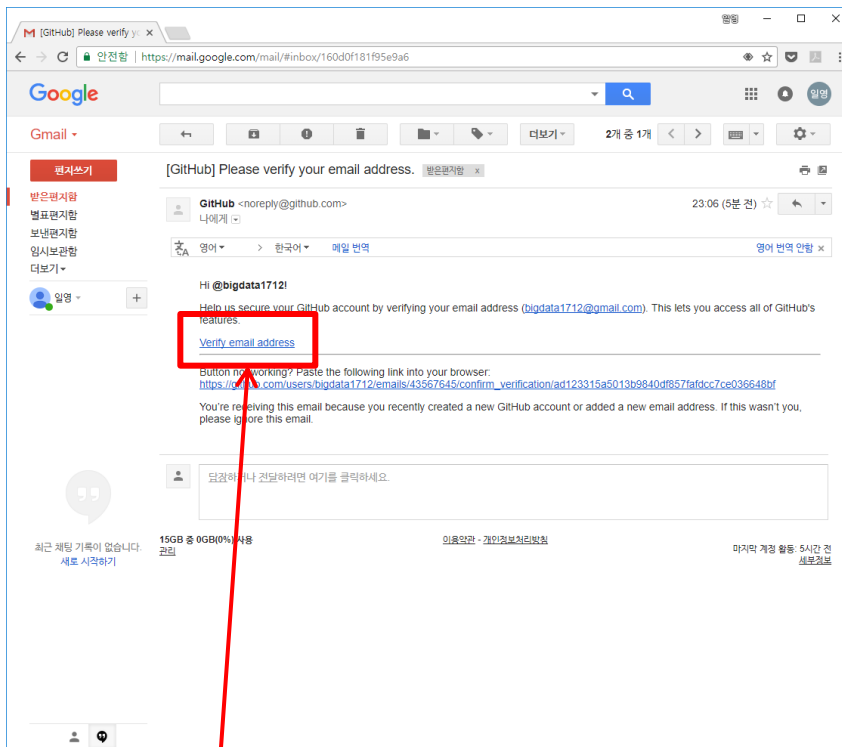 일영
[GitHub] Please verify yo
안전함 https://mail.google.com/mail/#inbox/160d0f181f95e9a6
Google
일영
Gmail
더보기
2개 중 1개
편지쓰기
[GitHub] Please verify your email address. 받은편지함 x
받은편지함
별표편지함
보낸편지함
임시보관함
더보기
일영
GitHub <noreply@github.com>
23:06 (5분 전)
나에게
영어 > 한국어 메일 번역
영어 번역 안함 ×
Hi @bigdata1712!
Help us secure your GitHub account by verifying your email address (bigdata1712@gmail.com). This lets you access all of GitHub's
features.
Verify email address
Button not working? Paste the following link into your browser:
https://github.com/users/bigdata1712/emails/43567645/confirm_verification/ad123315a5013b9840df857fafdcc7ce036648bf
You're receiving this email because you recently created a new GitHub account or added a new email address. If this wasn't you,
please ignore this email.
답장하거나 전달하려면 여기를 클릭하세요.
최근 채팅 기록이 없습니다.
새로 시작하기
15GB 중 0GB(0%) 사용
관리
이용약관 - 개인정보처리방침
마지막 계정 활동: 5시간 전
세부정보